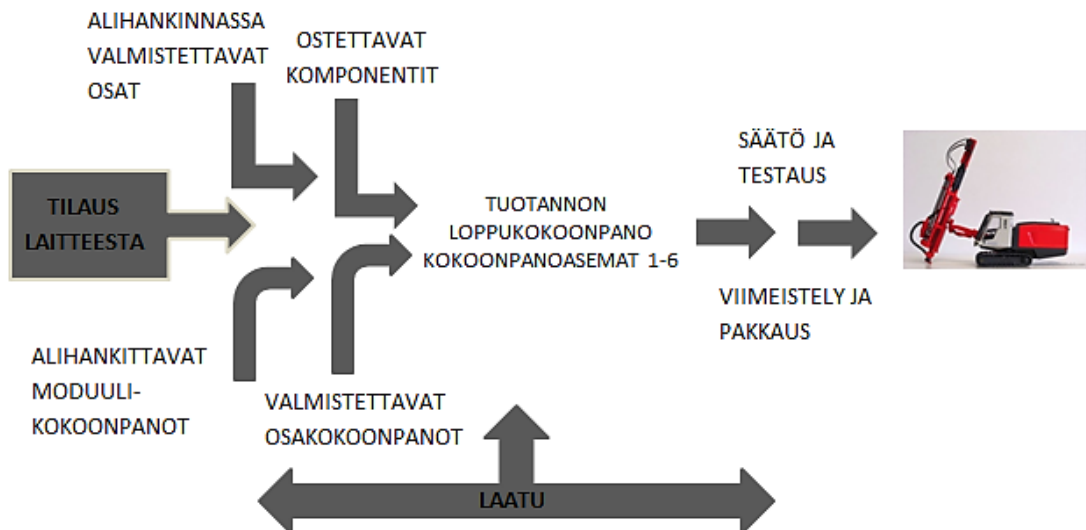 ALIHANKINNASSA
VALMISTETTAVAT
OSAT
OSTETTAVAT
KOMPONENTIT
TILAUS
LAITTEESTA
TUOTANNON
LOPPUKOKOONPANO
KOKOONPANOASEMAT 1-6
SÄÄTÖ JA
TESTAUS
VIIMEISTELY JA
PAKKAUS
ALIHANKITTAVAT
MODUULI-
KOKOONPANOT
VALMISTETTAVAT
OSAKOKOONPANOT
LAATU